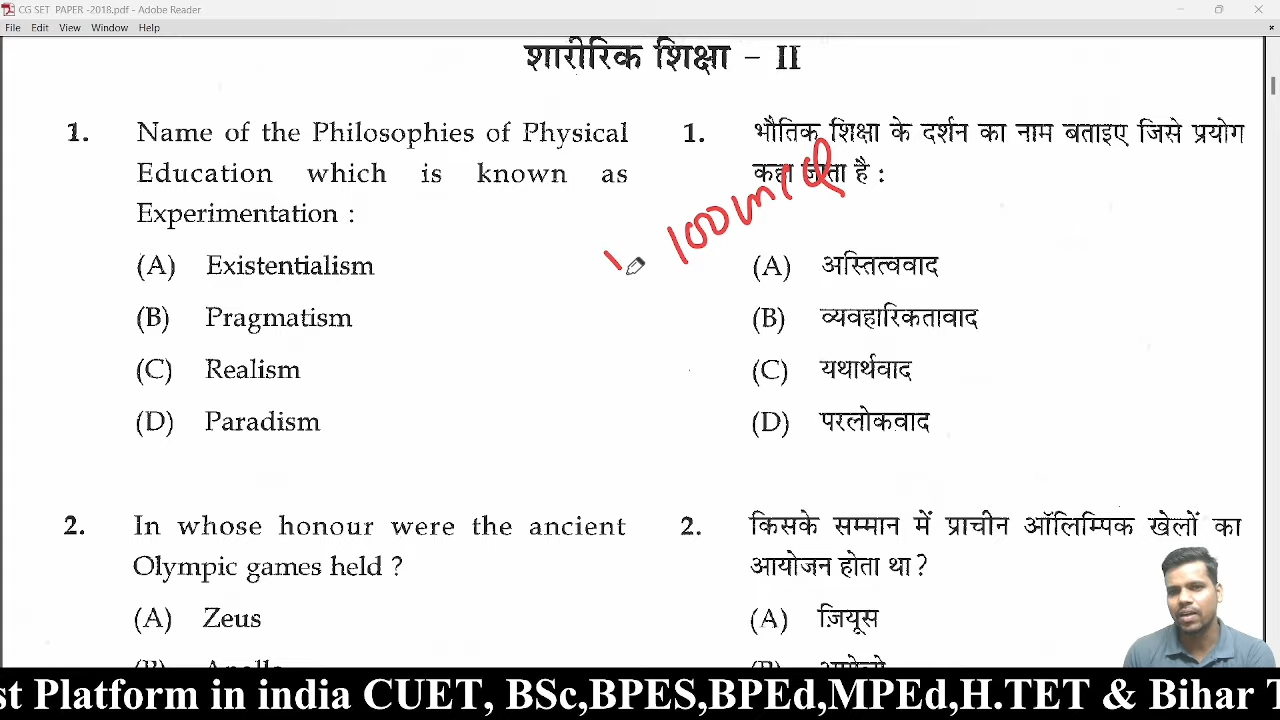 CG SET PAPER -2018.pdf - Adobe Reader
File Edit View Window Help
शारीरिक शिक्षा – II
1. Name of the Philosophies of Physical
Education which is known as
Experimentation :
(A) Existentialism
(B) Pragmatism
(C) Realism
(D) Paradism
1. भौतिक शिक्षा के दर्शन का नाम बताइए जिसे प्रयोग
कहा जाता है :
(A) अस्तित्ववाद
(B) व्यवहारिकतावाद
(C) यथार्थवाद
(D) परलोकवाद
100
2. In whose honour were the ancient
Olympic games held ?
(A) Zeus
2. किसके सम्मान में प्राचीन ऑलिम्पिक खेलों का
आयोजन होता था ?
(A) ज़ियूस
st Platform in india CUET, BSc,BPES,BPEd,MPEd,H.TET & Bihar T